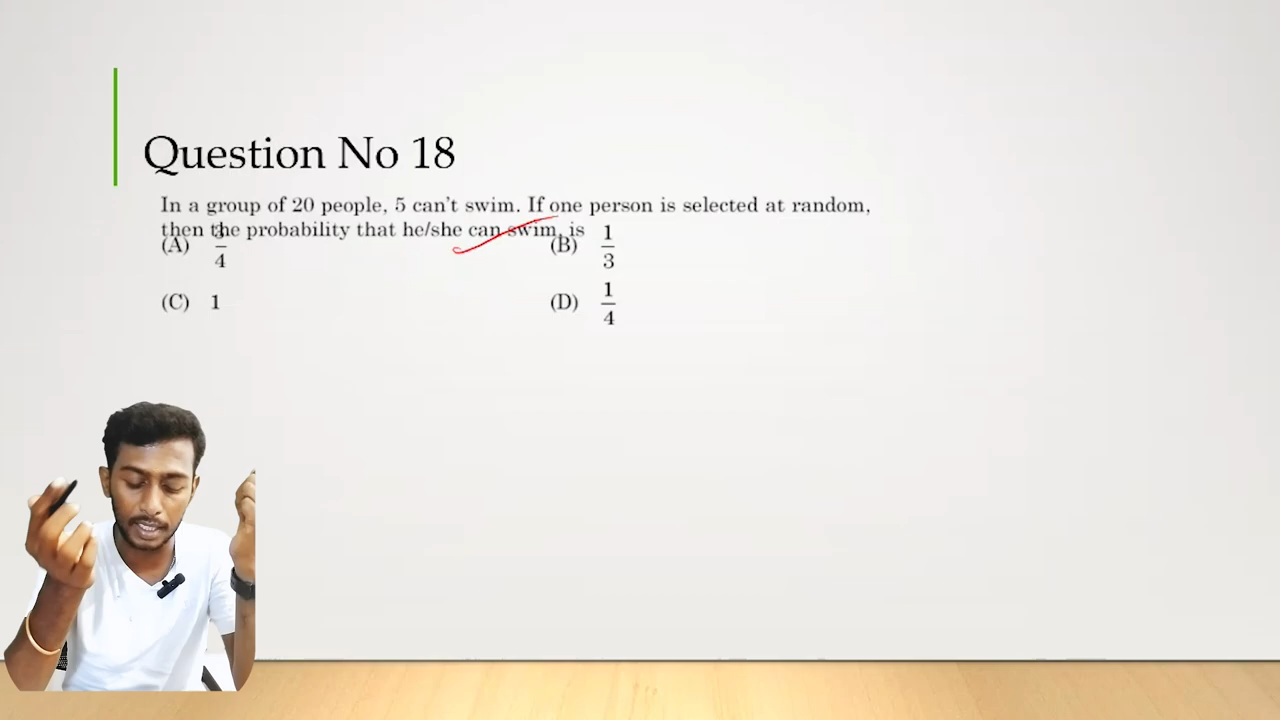 Question No 18
In a group of 20 people, 5 can't swim. If one person is selected at random,
then the probability that he/she can swim, is
(A) 3/4 (B) 1/3
(C) 1 (D) 1/4